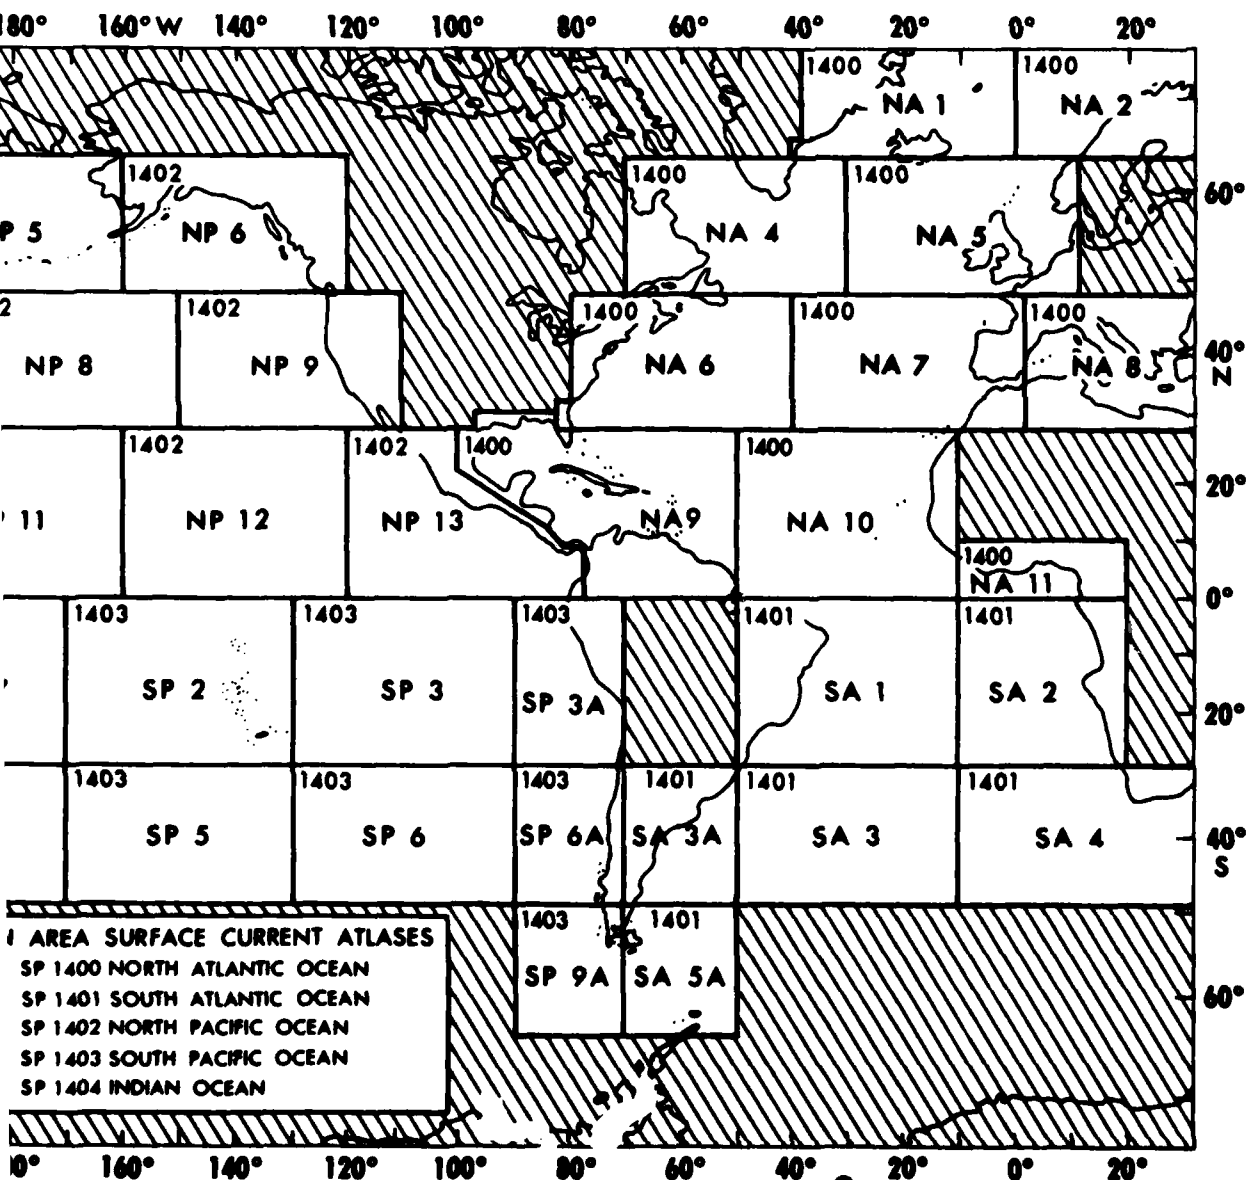 180° 160° W 140° 120° 100° 80° 60° 40° 20° 0° 20°
1400 1400
NA 1 NA 2
1402 1400 1400
60°
P 5 NP 6 NA 4 NA 5
2 1402 1400 1400 1400
40°
N
NP 8 NP 9 NA 6 NA 7 NA 8
1402 1402 1400 1400
20°
11 NP 12 NP 13 NA9 NA 10
1400
NA 11
0°
1403 1403 1403 1401 1401
SP 2 SP 3 SP 3A SA 1 SA 2
20°
1403 1403 1403 1401 1401 1401
SP 5 SP 6 SP 6A SA 3A SA 3 SA 4
40°
S
1403 1401
SP 9A SA 5A
60°
AREA SURFACE CURRENT ATLASES
SP 1400 NORTH ATLANTIC OCEAN
SP 1401 SOUTH ATLANTIC OCEAN
SP 1402 NORTH PACIFIC OCEAN
SP 1403 SOUTH PACIFIC OCEAN
SP 1404 INDIAN OCEAN
160° 140° 120° 100° 80° 60° 40° 20° 0° 20°